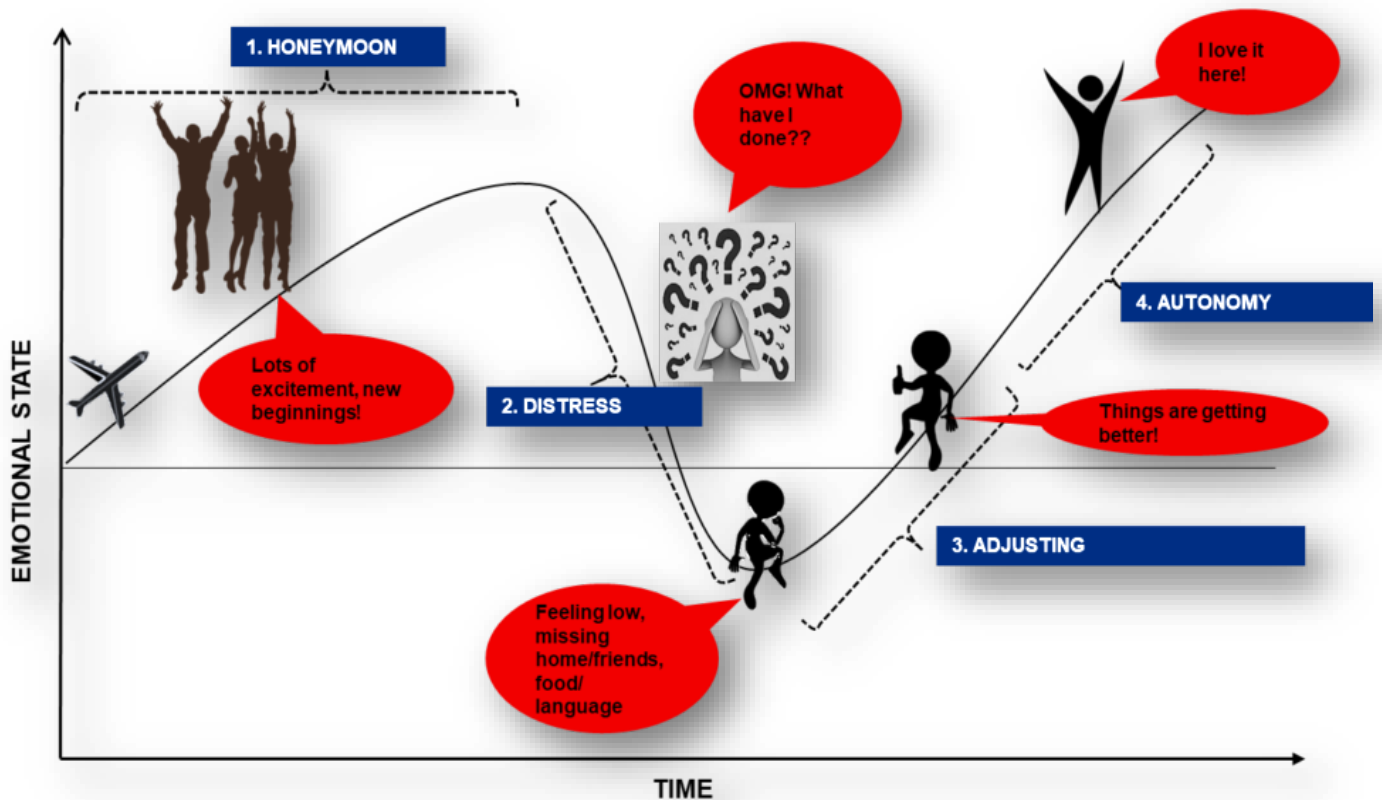 1. HONEYMOON
I love it
here!
OMG! What
have I
done??
4. AUTONOMY
Lots of
excitement, new
beginnings!
2. DISTRESS
Things are getting
better!
3. ADJUSTING
Feeling low,
missing
home/friends,
food/
language
EMOTIONAL STATE
TIME